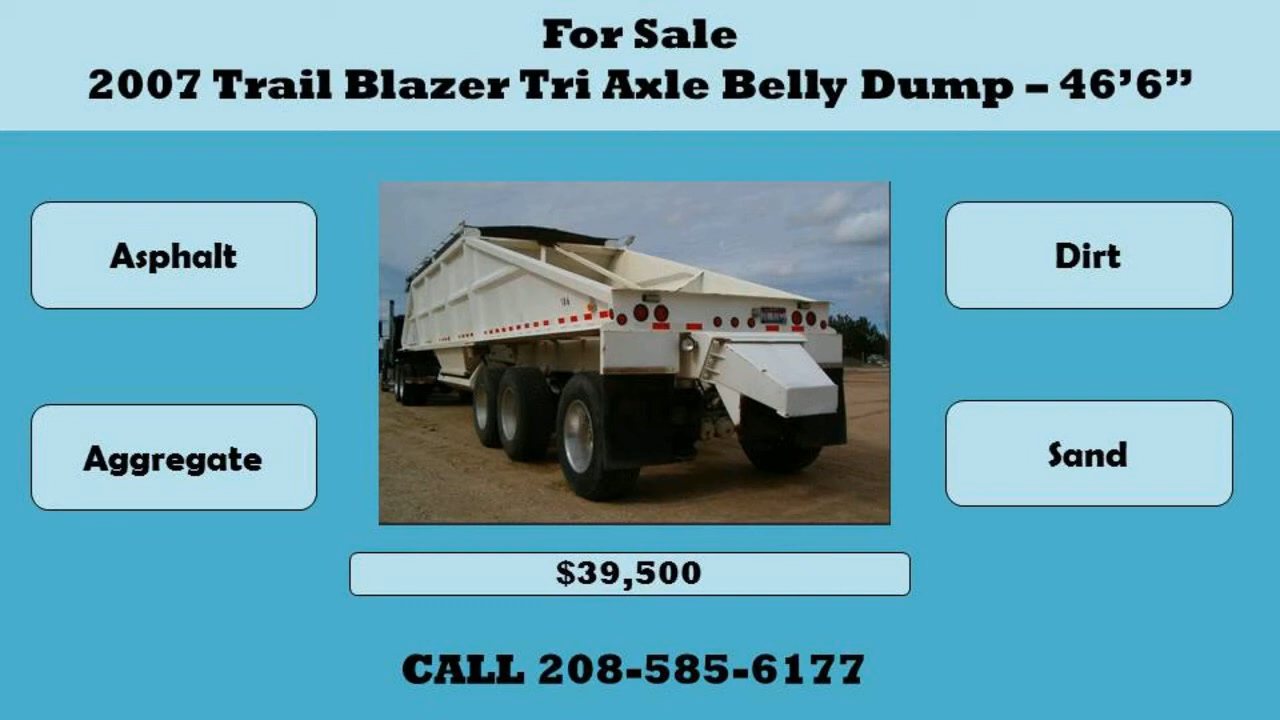 For Sale
2007 Trail Blazer Tri Axle Belly Dump – 46’6”
Asphalt
Dirt
Aggregate
Sand
$39,500
CALL 208-585-6177